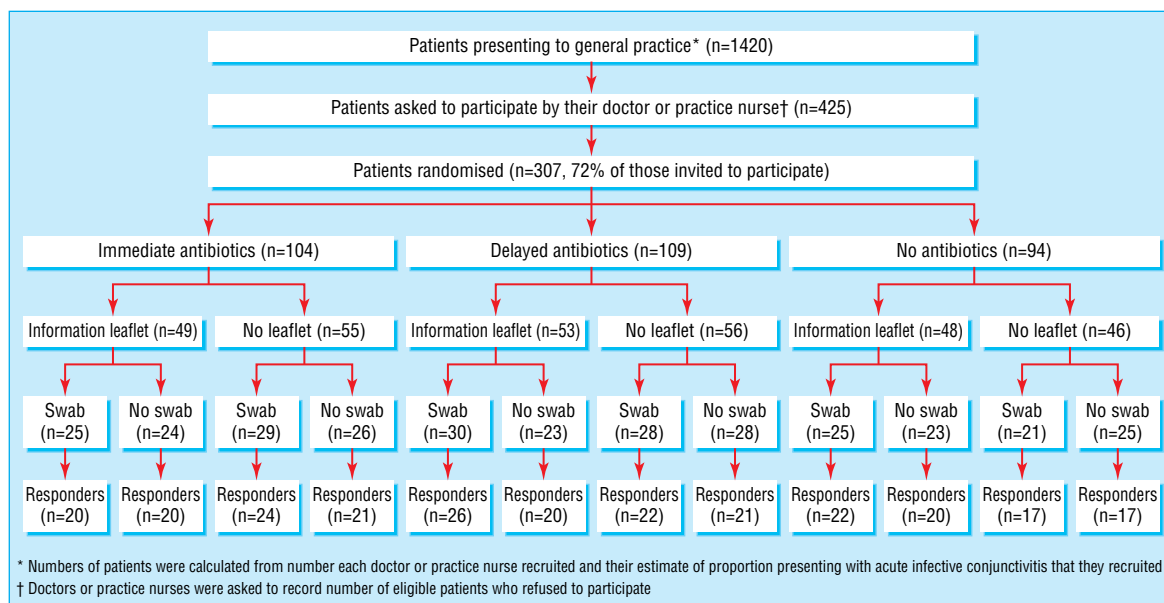 Patients presenting to general practice* (n=1420)
Patients asked to participate by their doctor or practice nurse† (n=425)
Patients randomised (n=307, 72% of those invited to participate)
Immediate antibiotics (n=104)
Delayed antibiotics (n=109)
No antibiotics (n=94)
Information leaflet (n=49)
No leaflet (n=55)
Information leaflet (n=53)
No leaflet (n=56)
Information leaflet (n=48)
No leaflet (n=46)
Swab
(n=25)
No swab
(n=24)
Swab
(n=29)
No swab
(n=26)
Swab
(n=30)
No swab
(n=23)
Swab
(n=28)
No swab
(n=28)
Swab
(n=25)
No swab
(n=23)
Swab
(n=21)
No swab
(n=25)
Responders
(n=20)
Responders
(n=20)
Responders
(n=24)
Responders
(n=21)
Responders
(n=26)
Responders
(n=20)
Responders
(n=22)
Responders
(n=21)
Responders
(n=22)
Responders
(n=20)
Responders
(n=17)
Responders
(n=17)
* Numbers of patients were calculated from number each doctor or practice nurse recruited and their estimate of proportion presenting with acute infective conjunctivitis that they recruited
† Doctors or practice nurses were asked to record number of eligible patients who refused to participate